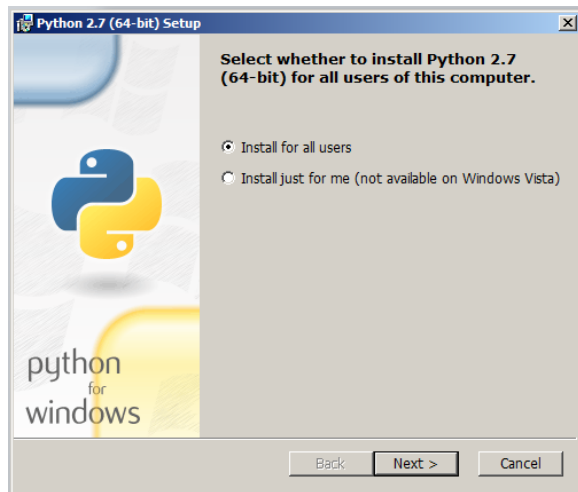 Python 2.7 (64-bit) Setup
Select whether to install Python 2.7
(64-bit) for all users of this computer.
Install for all users
Install just for me (not available on Windows Vista)
python
for
windows
Back
Next >
Cancel